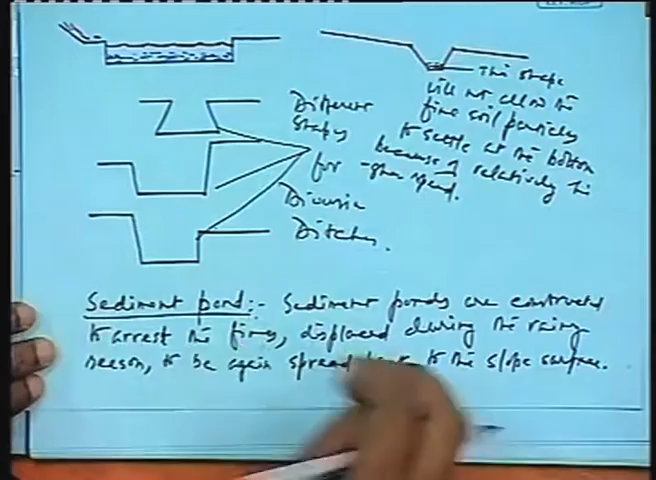 This shape
will not allow the
fine soil particles
to settle at the bottom
because of relatively
speed.
Different
Shapes
for
Diversion
Ditches.
Sediment pond:- Sediment ponds are constructed
to arrest the fines, displaced during the rainy
season, to be again spread back to the slope surface.